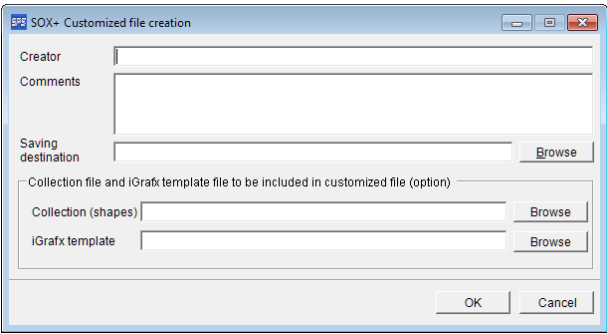 SOX+ Customized file creation
Creator
Comments
Saving
destination
Browse
Collection file and iGrafx template file to be included in customized file (option)
Collection (shapes)
Browse
iGrafx template
Browse
OK
Cancel